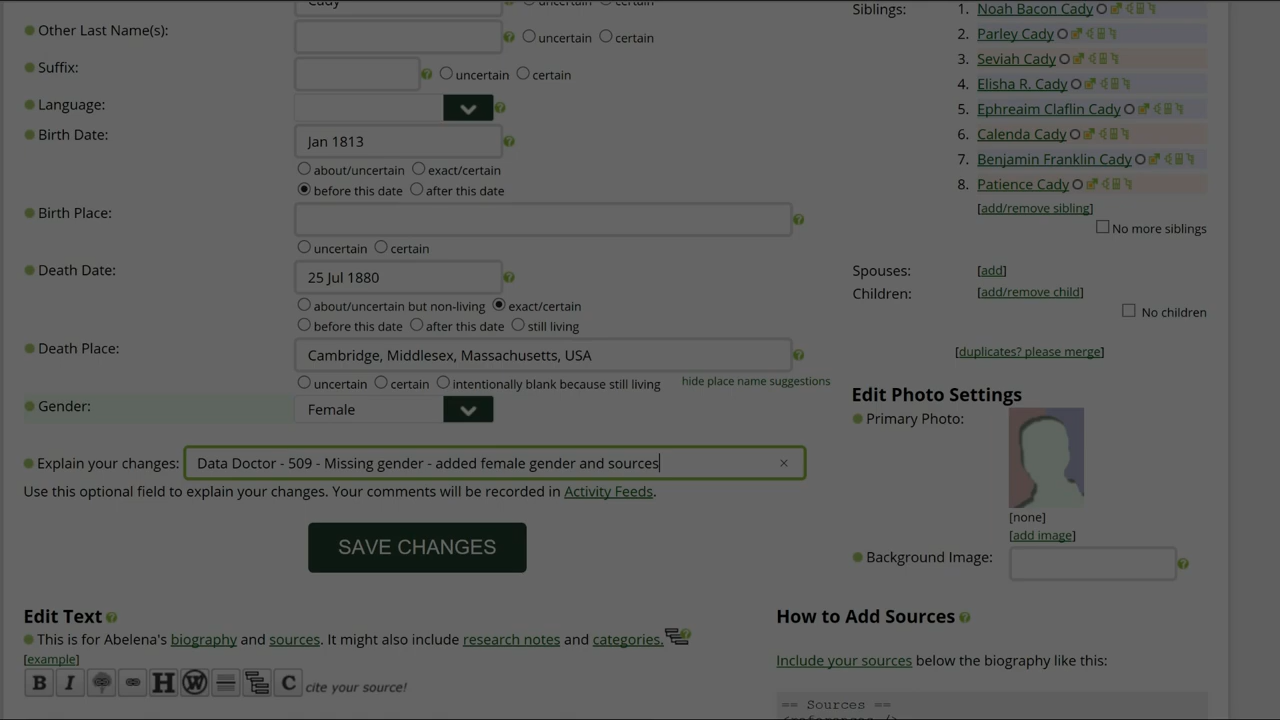 Cady
uncertain
certain
Other Last Name(s):
uncertain
certain
Suffix:
uncertain
certain
Language:
Birth Date:
Jan 1813
about/uncertain
exact/certain
before this date
after this date
Birth Place:
uncertain
certain
Death Date:
25 Jul 1880
about/uncertain but non-living
exact/certain
before this date
after this date
still living
Death Place:
Cambridge, Middlesex, Massachusetts, USA
uncertain
certain
intentionally blank because still living
hide place name suggestions
Gender:
Female
Explain your changes:
Data Doctor - 509 - Missing gender - added female gender and sources
×
Use this optional field to explain your changes. Your comments will be recorded in Activity Feeds.
SAVE CHANGES
Edit Text
This is for Abelena's biography and sources. It might also include research notes and categories.
[example]
B I H W C cite your source!
Siblings:
1. Noah Bacon Cady
2. Parley Cady
3. Seviah Cady
4. Elisha R. Cady
5. Ephreaim Claflin Cady
6. Calenda Cady
7. Benjamin Franklin Cady
8. Patience Cady
[add/remove sibling]
No more siblings
Spouses: [add]
Children: [add/remove child]
No children
[duplicates? please merge]
Edit Photo Settings
Primary Photo:
[none]
[add image]
Background Image:
How to Add Sources
Include your sources below the biography like this:
== Sources ==
<references />